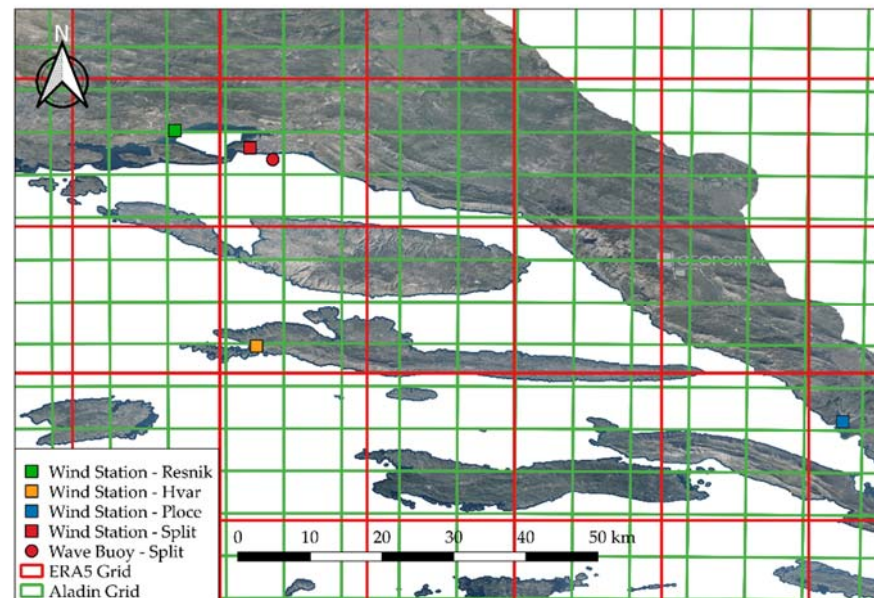 N
GEOPORTAL
Wind Station - Resnik
Wind Station - Hvar
Wind Station - Ploce
Wind Station - Split
Wave Buoy - Split
ERA5 Grid
Aladin Grid
0 10 20 30 40 50 km